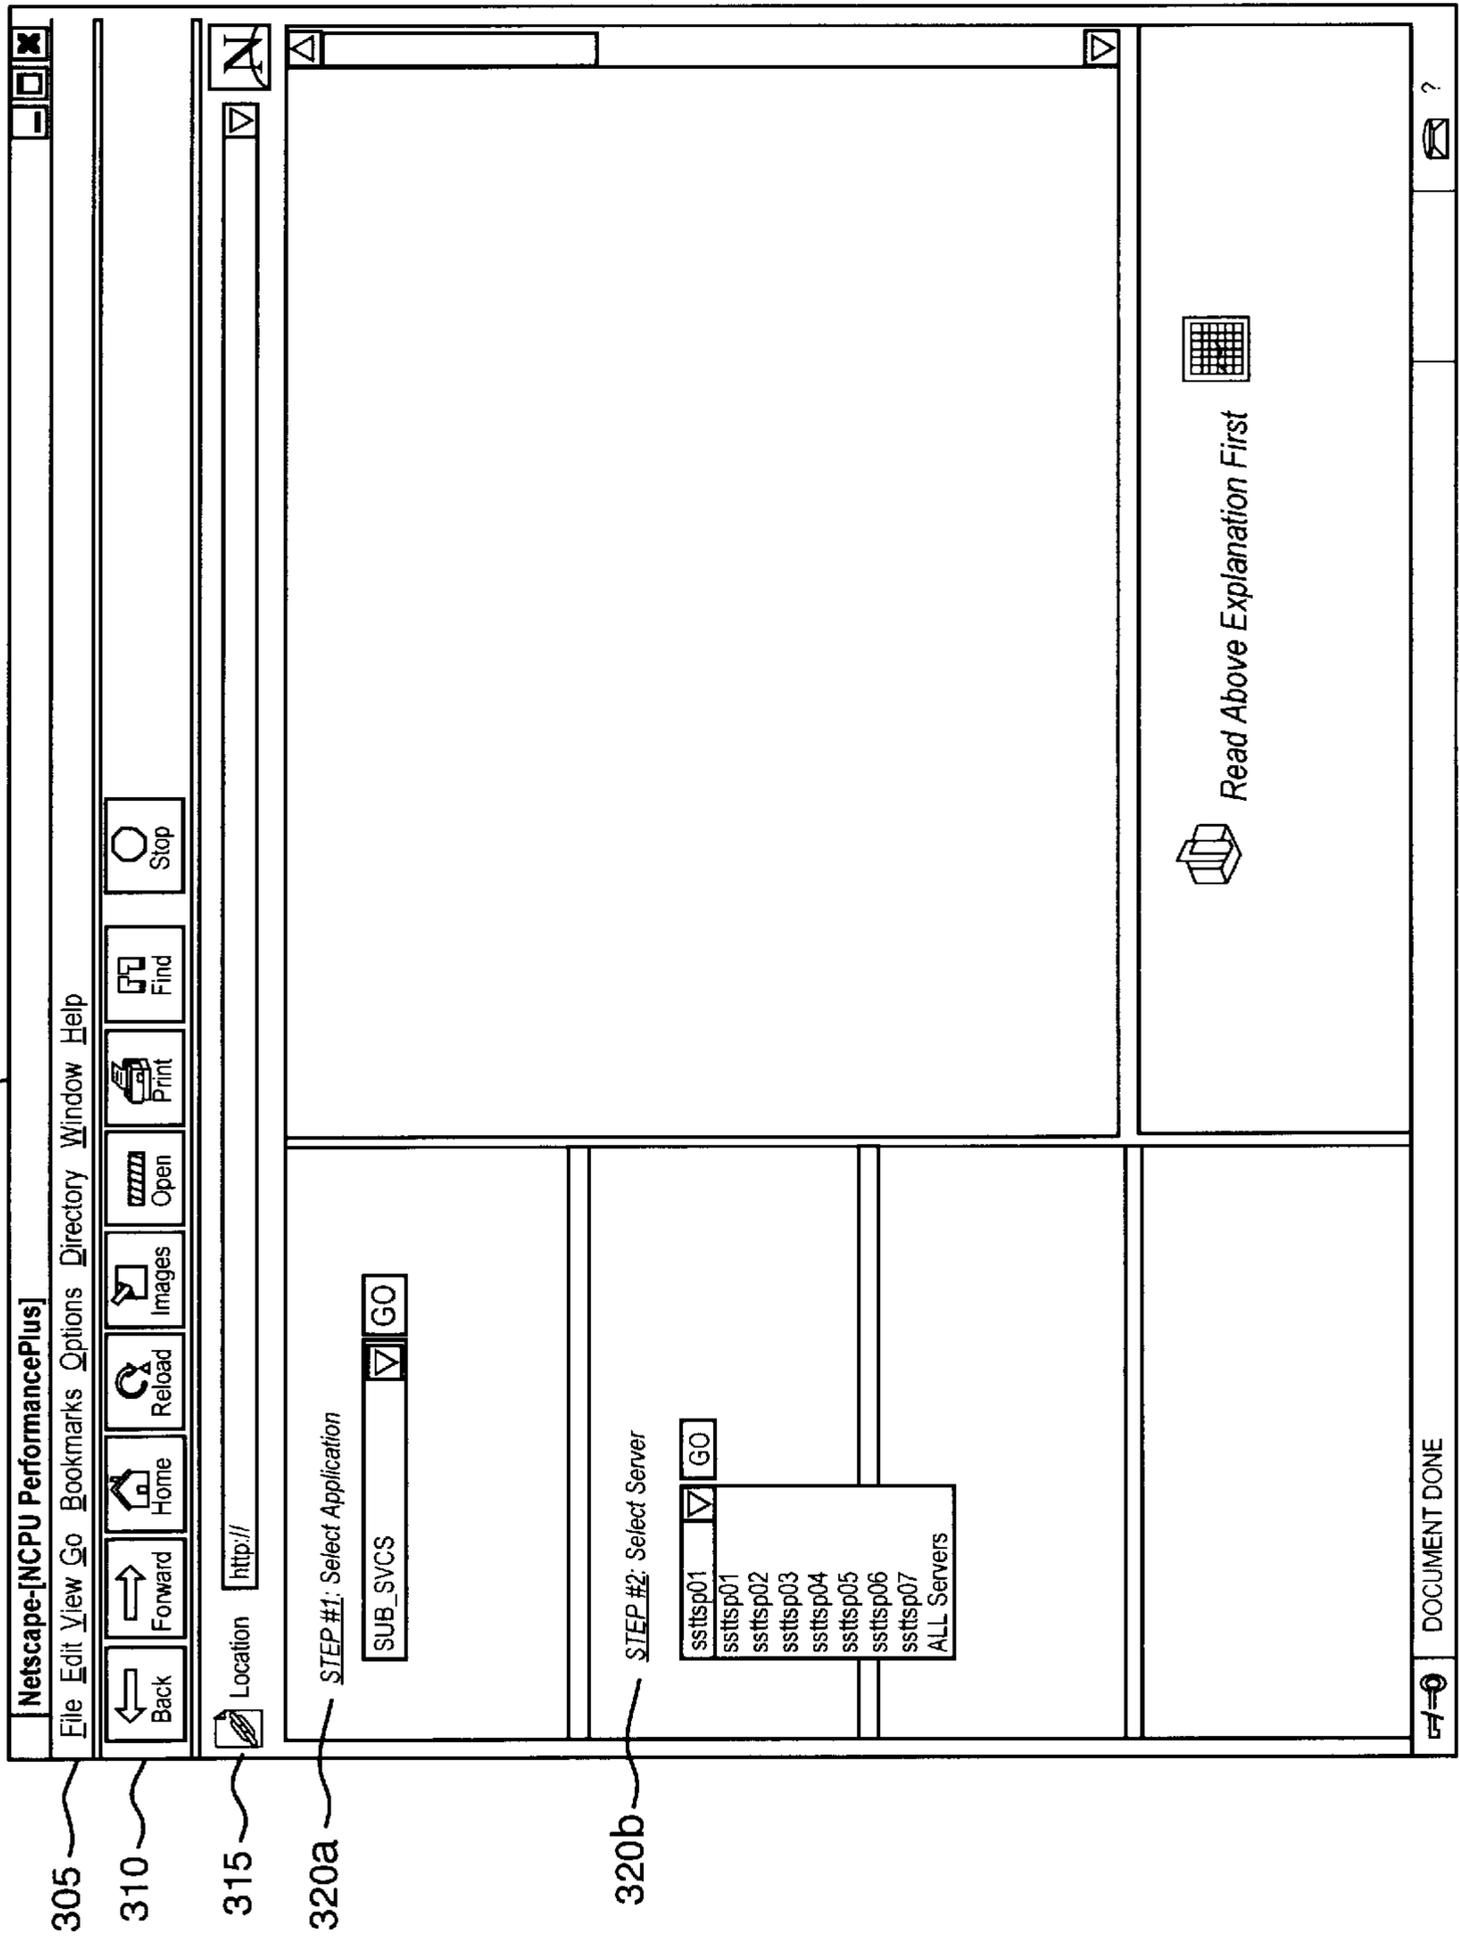 Netscape-[NCPU PerformancePlus]
File Edit View Go Bookmarks Options Directory Window Help
Back Forward Home Reload Images Open Print Find Stop
Location http://
N
STEP #1: Select Application
SUB_SVCS GO
STEP #2: Select Server
ssttsp01 GO
ssttsp01
ssttsp02
ssttsp03
ssttsp04
ssttsp05
ssttsp06
ssttsp07
ALL Servers
Read Above Explanation First
DOCUMENT DONE
?
305
310
315
320a
320b